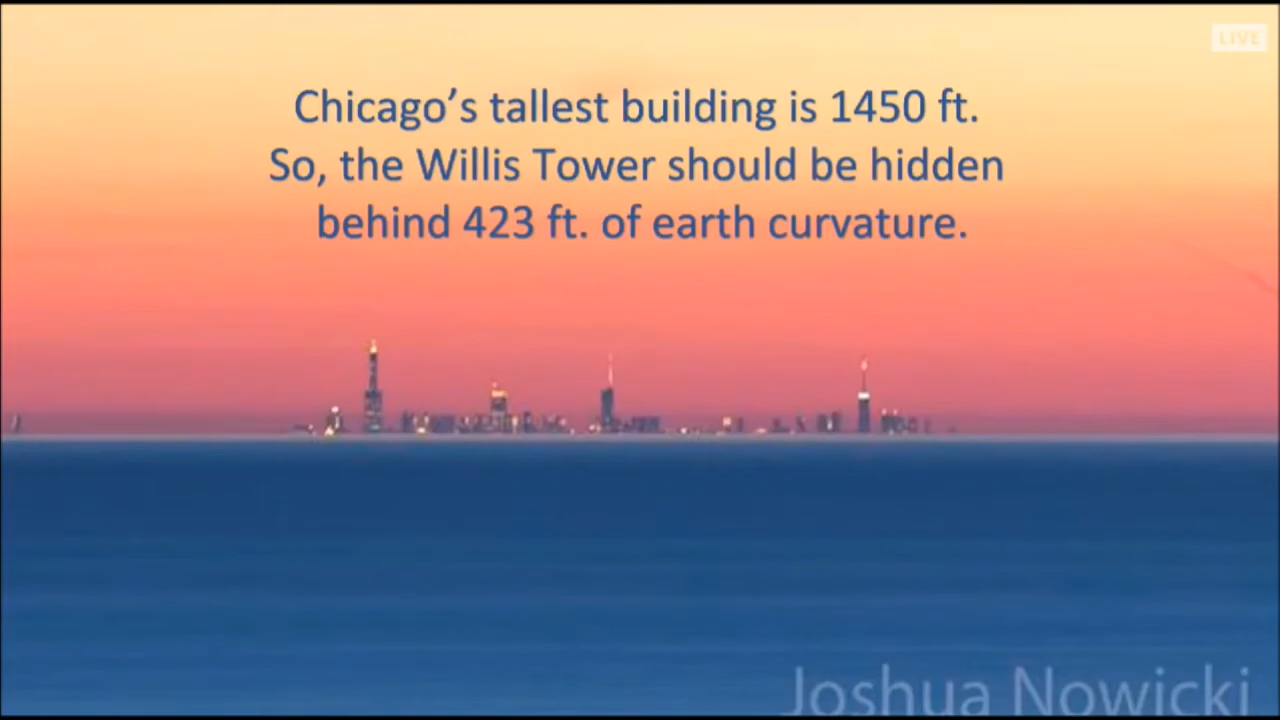 LIVE
Chicago’s tallest building is 1450 ft.
So, the Willis Tower should be hidden
behind 423 ft. of earth curvature.
Joshua Nowicki